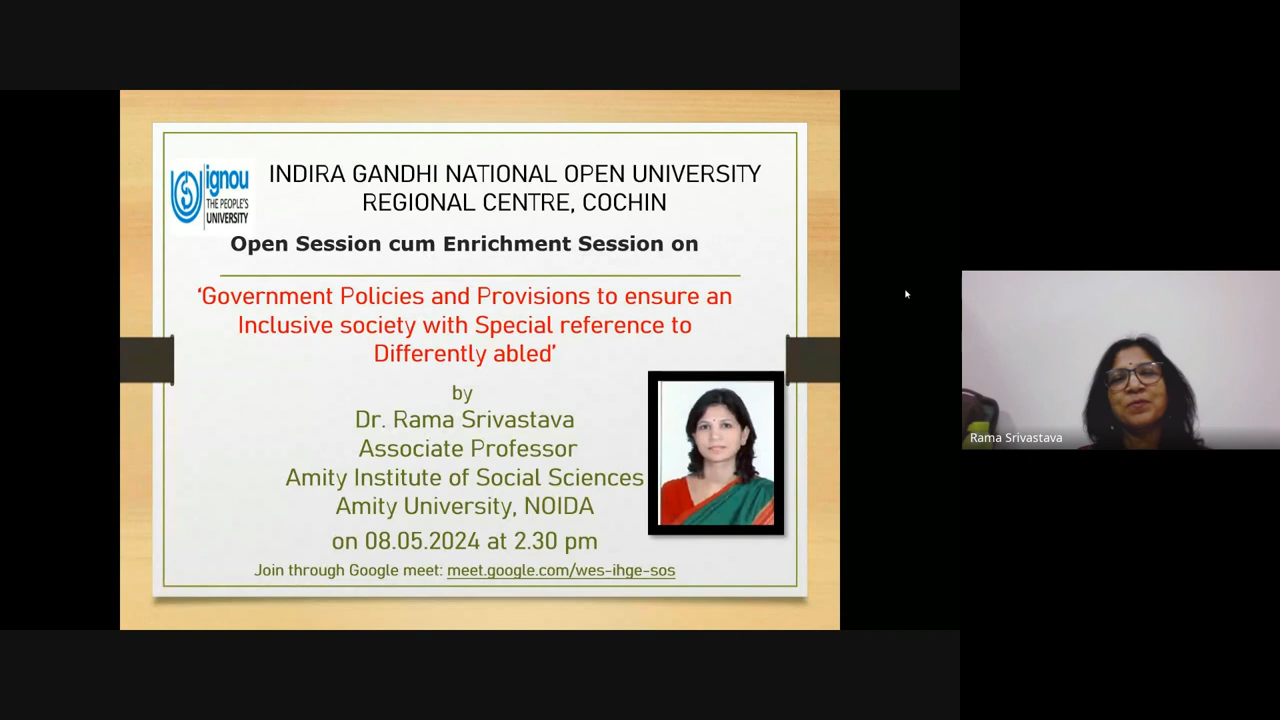 ignou
THE PEOPLE'S
UNIVERSITY
INDIRA GANDHI NATIONAL OPEN UNIVERSITY
REGIONAL CENTRE, COCHIN
Open Session cum Enrichment Session on
‘Government Policies and Provisions to ensure an
Inclusive society with Special reference to
Differently abled’
by
Dr. Rama Srivastava
Associate Professor
Amity Institute of Social Sciences
Amity University, NOIDA
on 08.05.2024 at 2.30 pm
Join through Google meet: meet.google.com/wes-ihge-sos
Rama Srivastava